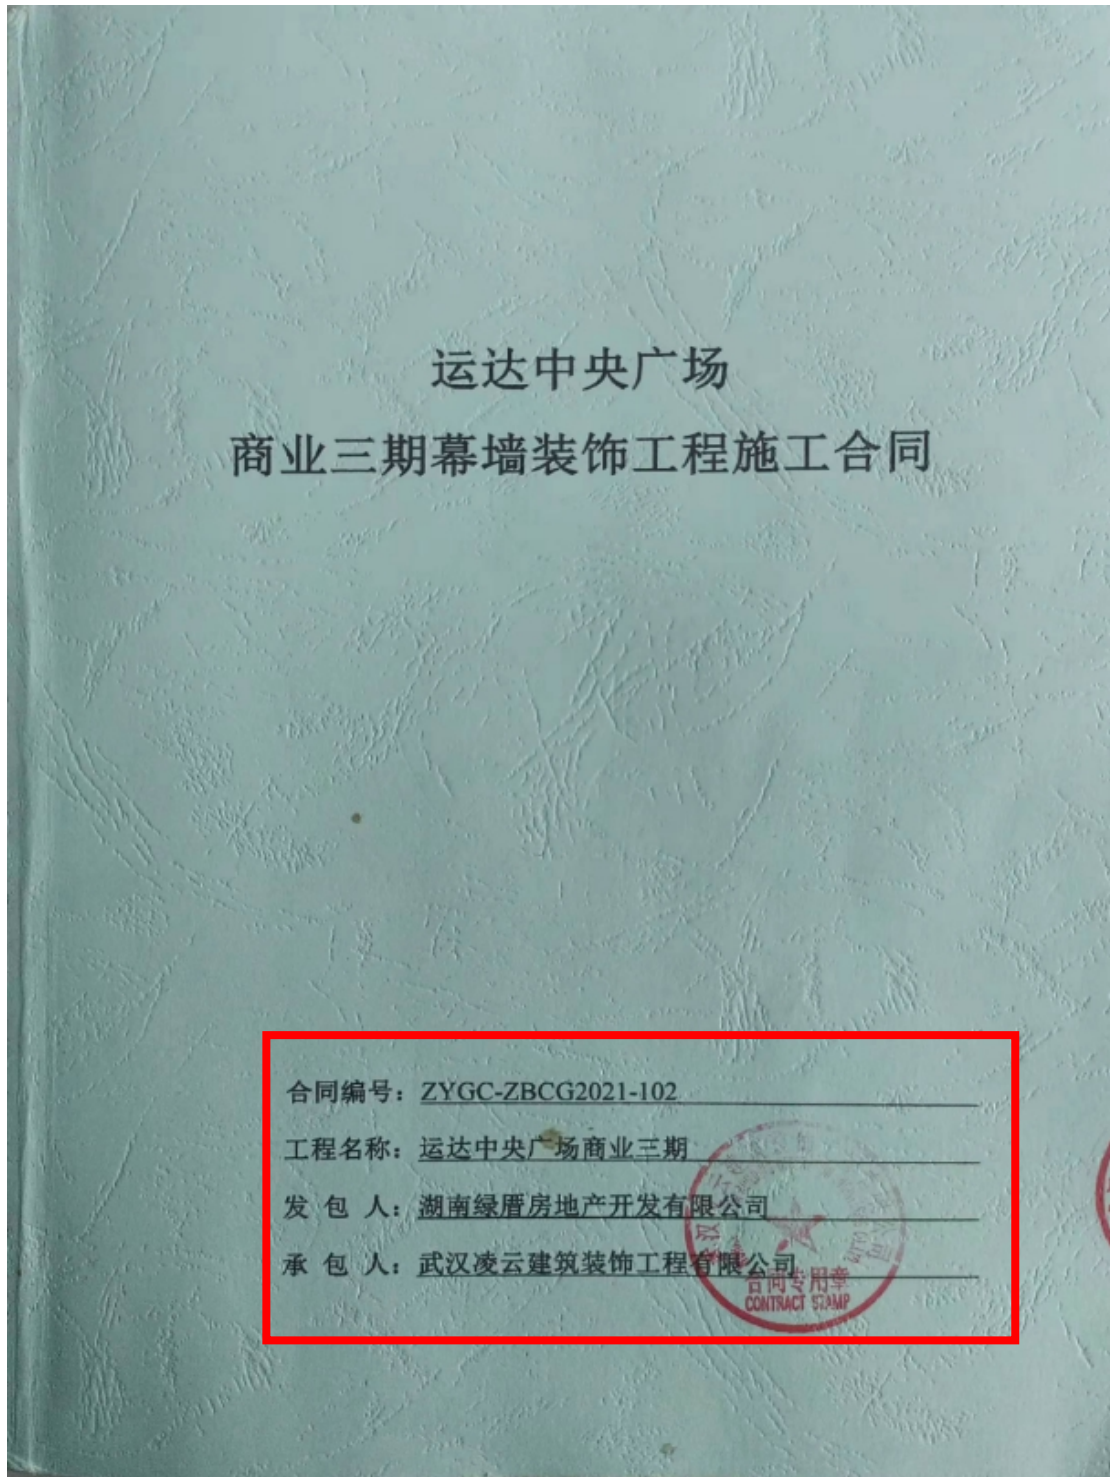 运达中央广场
商业三期幕墙装饰工程施工合同
合同编号：ZYGC-ZBCG2021-102
工程名称：运达中央广场商业三期
发 包 人：湖南绿厝房地产开发有限公司
承 包 人：武汉凌云建筑装饰工程有限公司
合同专用章
CONTRACT STAMP